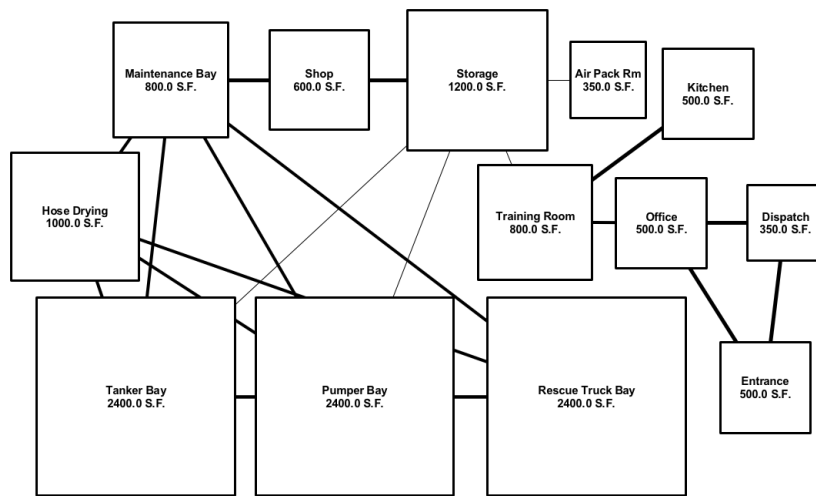 Maintenance Bay
800.0 S.F.
Shop
600.0 S.F.
Storage
1200.0 S.F.
Air Pack Rm
350.0 S.F.
Kitchen
500.0 S.F.
Hose Drying
1000.0 S.F.
Training Room
800.0 S.F.
Office
500.0 S.F.
Dispatch
350.0 S.F.
Tanker Bay
2400.0 S.F.
Pumper Bay
2400.0 S.F.
Rescue Truck Bay
2400.0 S.F.
Entrance
500.0 S.F.